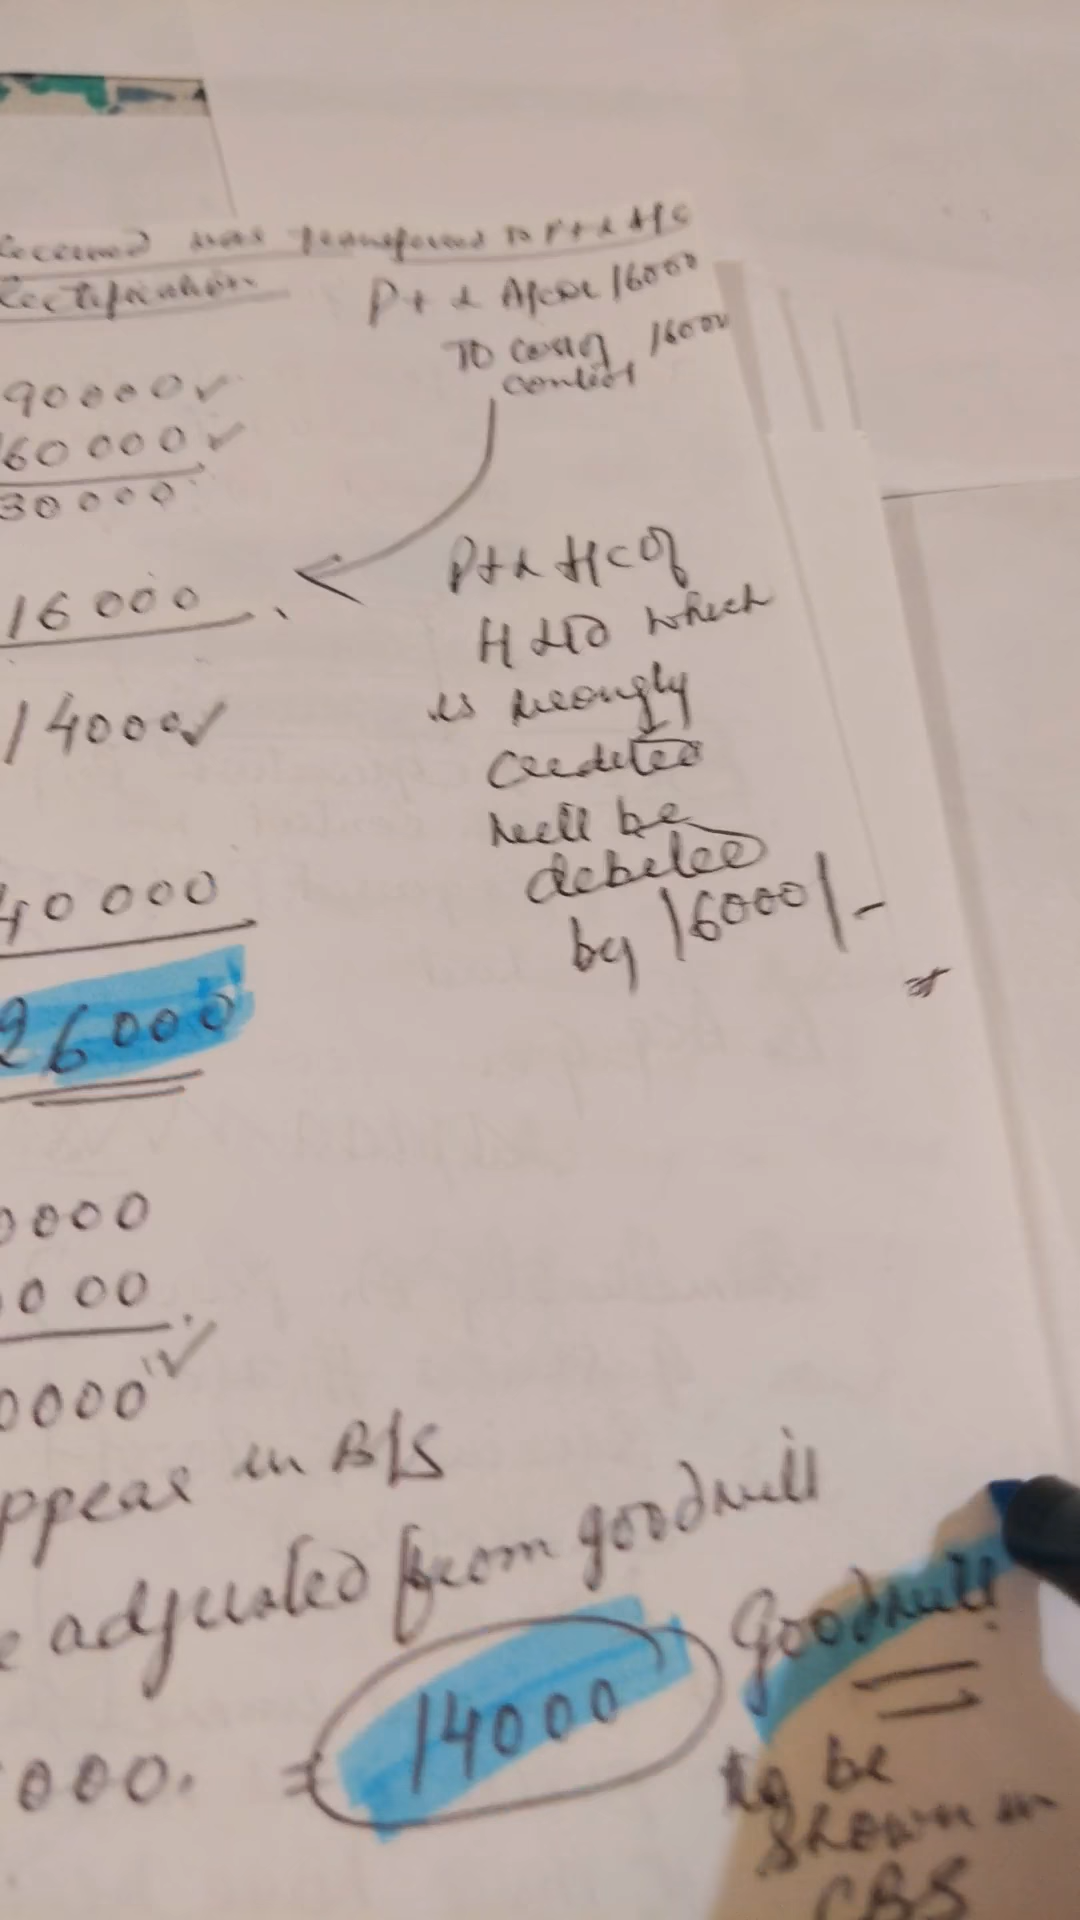 was transferred to P+L A/C
Rectification
P+L A/c Dr 16000
To cost of 16000
control
90000 ✓
60000 ✓
30000
16000
14000 ✓
P+L A/c of
H LTD which
is wrongly
credited
will be
debited
by 16000/-
40000
26000
0000
000
0000 ✓
appear in B/S
adjusted from goodwill
000. = 14000 Goodwill
to be
shown in
CBS